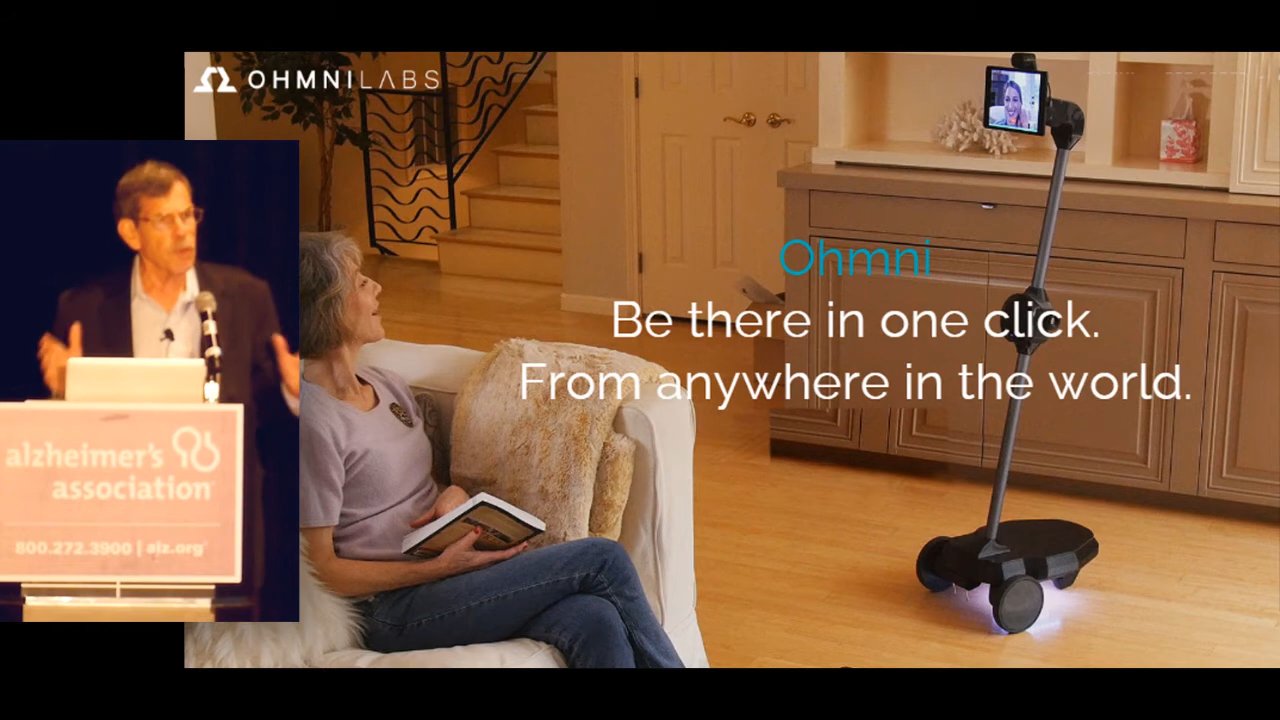 OHMNILABS
Ohmni
Be there in one click.
From anywhere in the world.
alzheimer's
association
800.272.3900 | alz.org